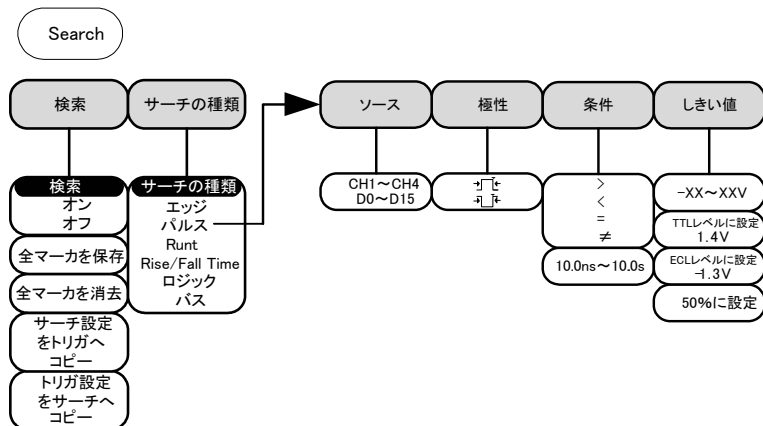 Search
検索
サーチの種類
ソース
極性
条件
しきい値
検索
オン
オフ
全マーカを保存
全マーカを消去
サーチ設定
をトリガへ
コピー
トリガ設定
をサーチへ
コピー
サーチの種類
エッジ
パルス
Runt
Rise/Fall Time
ロジック
バス
CH1～CH4
D0～D15
>
<
=
≠
10.0ns～10.0s
-XX～XXV
TTLレベルに設定
1.4V
ECLレベルに設定
-1.3V
50%に設定